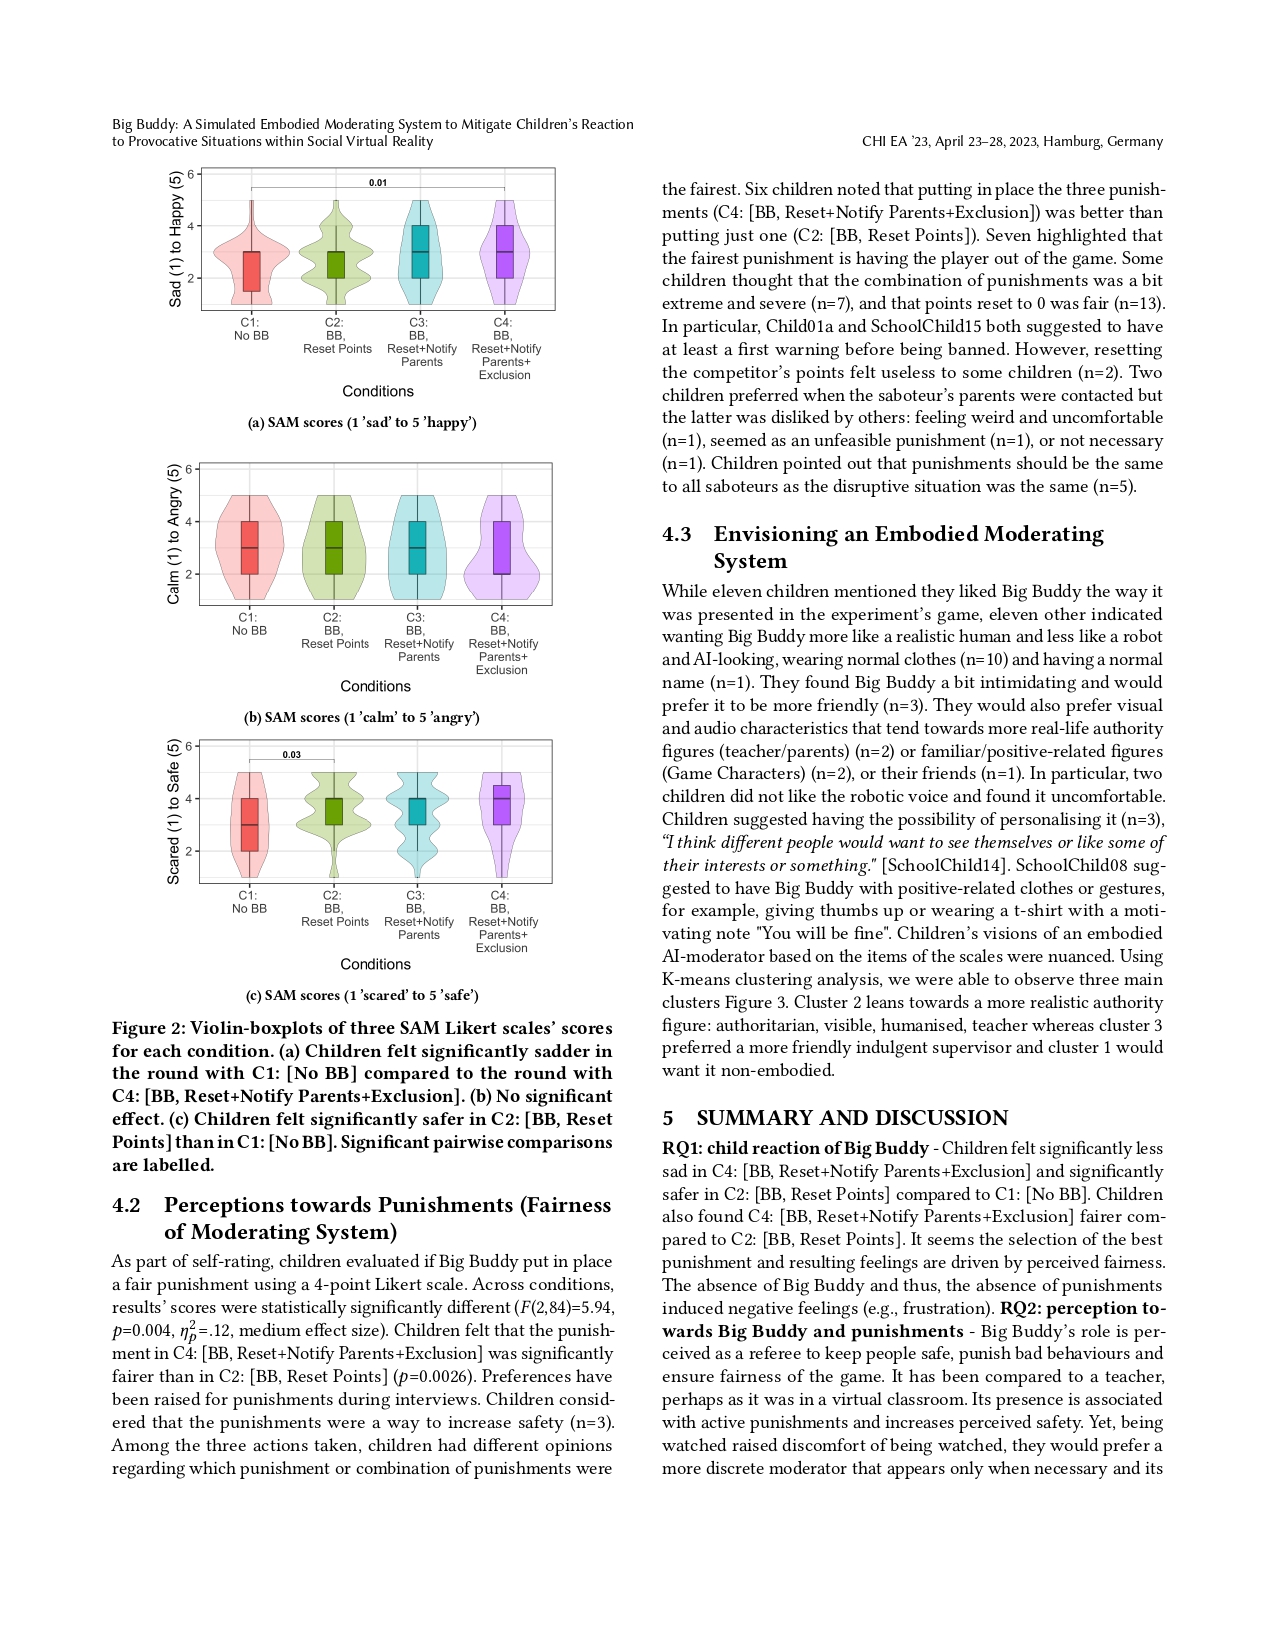 Big Buddy: A Simulated Embodied Moderating System to Mitigate Children's Reaction
to Provocative Situations within Social Virtual Reality
CHI EA '23, April 23–28, 2023, Hamburg, Germany
Sad (1) to Happy (5)
6
4
2
0.01
C1:
No BB
C2:
BB,
Reset Points
C3:
BB,
Reset+Notify
Parents
C4:
BB,
Reset+Notify
Parents+
Exclusion
Conditions
(a) SAM scores (1 'sad' to 5 'happy')
Calm (1) to Angry (5)
6
4
2
C1:
No BB
C2:
BB,
Reset Points
C3:
BB,
Reset+Notify
Parents
C4:
BB,
Reset+Notify
Parents+
Exclusion
Conditions
(b) SAM scores (1 'calm' to 5 'angry')
Scared (1) to Safe (5)
6
4
2
0.03
C1:
No BB
C2:
BB,
Reset Points
C3:
BB,
Reset+Notify
Parents
C4:
BB,
Reset+Notify
Parents+
Exclusion
Conditions
(c) SAM scores (1 'scared' to 5 'safe')
Figure 2: Violin-boxplots of three SAM Likert scales' scores
for each condition. (a) Children felt significantly sadder in
the round with C1: [No BB] compared to the round with
C4: [BB, Reset+Notify Parents+Exclusion]. (b) No significant
effect. (c) Children felt significantly safer in C2: [BB, Reset
Points] than in C1: [No BB]. Significant pairwise comparisons
are labelled.
4.2 Perceptions towards Punishments (Fairness
of Moderating System)
As part of self-rating, children evaluated if Big Buddy put in place
a fair punishment using a 4-point Likert scale. Across conditions,
results' scores were statistically significantly different (F(2,84)=5.94,
p=0.004, η²ₚ=.12, medium effect size). Children felt that the punish-
ment in C4: [BB, Reset+Notify Parents+Exclusion] was significantly
fairer than in C2: [BB, Reset Points] (p=0.0026). Preferences have
been raised for punishments during interviews. Children consid-
ered that the punishments were a way to increase safety (n=3).
Among the three actions taken, children had different opinions
regarding which punishment or combination of punishments were
the fairest. Six children noted that putting in place the three punish-
ments (C4: [BB, Reset+Notify Parents+Exclusion]) was better than
putting just one (C2: [BB, Reset Points]). Seven highlighted that
the fairest punishment is having the player out of the game. Some
children thought that the combination of punishments was a bit
extreme and severe (n=7), and that points reset to 0 was fair (n=13).
In particular, Child01a and SchoolChild15 both suggested to have
at least a first warning before being banned. However, resetting
the competitor's points felt useless to some children (n=2). Two
children preferred when the saboteur's parents were contacted but
the latter was disliked by others: feeling weird and uncomfortable
(n=1), seemed as an unfeasible punishment (n=1), or not necessary
(n=1). Children pointed out that punishments should be the same
to all saboteurs as the disruptive situation was the same (n=5).
4.3 Envisioning an Embodied Moderating
System
While eleven children mentioned they liked Big Buddy the way it
was presented in the experiment's game, eleven other indicated
wanting Big Buddy more like a realistic human and less like a robot
and AI-looking, wearing normal clothes (n=10) and having a normal
name (n=1). They found Big Buddy a bit intimidating and would
prefer it to be more friendly (n=3). They would also prefer visual
and audio characteristics that tend towards more real-life authority
figures (teacher/parents) (n=2) or familiar/positive-related figures
(Game Characters) (n=2), or their friends (n=1). In particular, two
children did not like the robotic voice and found it uncomfortable.
Children suggested having the possibility of personalising it (n=3),
“I think different people would want to see themselves or like some of
their interests or something." [SchoolChild14]. SchoolChild08 sug-
gested to have Big Buddy with positive-related clothes or gestures,
for example, giving thumbs up or wearing a t-shirt with a moti-
vating note "You will be fine". Children's visions of an embodied
AI-moderator based on the items of the scales were nuanced. Using
K-means clustering analysis, we were able to observe three main
clusters Figure 3. Cluster 2 leans towards a more realistic authority
figure: authoritarian, visible, humanised, teacher whereas cluster 3
preferred a more friendly indulgent supervisor and cluster 1 would
want it non-embodied.
5 SUMMARY AND DISCUSSION
RQ1: child reaction of Big Buddy - Children felt significantly less
sad in C4: [BB, Reset+Notify Parents+Exclusion] and significantly
safer in C2: [BB, Reset Points] compared to C1: [No BB]. Children
also found C4: [BB, Reset+Notify Parents+Exclusion] fairer com-
pared to C2: [BB, Reset Points]. It seems the selection of the best
punishment and resulting feelings are driven by perceived fairness.
The absence of Big Buddy and thus, the absence of punishments
induced negative feelings (e.g., frustration). RQ2: perception to-
wards Big Buddy and punishments - Big Buddy's role is per-
ceived as a referee to keep people safe, punish bad behaviours and
ensure fairness of the game. It has been compared to a teacher,
perhaps as it was in a virtual classroom. Its presence is associated
with active punishments and increases perceived safety. Yet, being
watched raised discomfort of being watched, they would prefer a
more discrete moderator that appears only when necessary and its